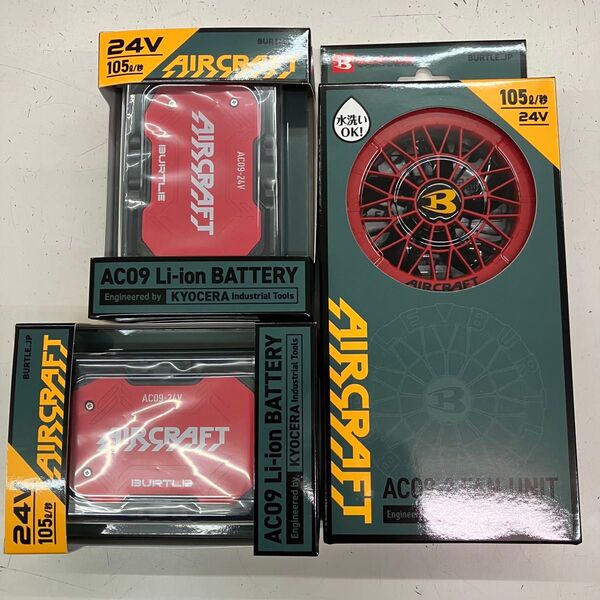 24V
105ℓ/秒
AIRCRAFT
BURTLE.JP
AIRCRAFT
BURTLE
AC09-24V
AC09 Li-ion BATTERY
Engineered by KYOCERA Industrial Tools
BURTLE.JP
105ℓ/秒
24V
水洗い
OK!
B
AIRCRAFT
AIRCRAFT
B
FAN UNIT
Engineered
BURTLE.JP
24V
105ℓ/秒
AIRCRAFT
AC09-24V
AIRCRAFT
BURTLE
AC09 Li-ion BATTERY
Engineered by KYOCERA Industrial Tools